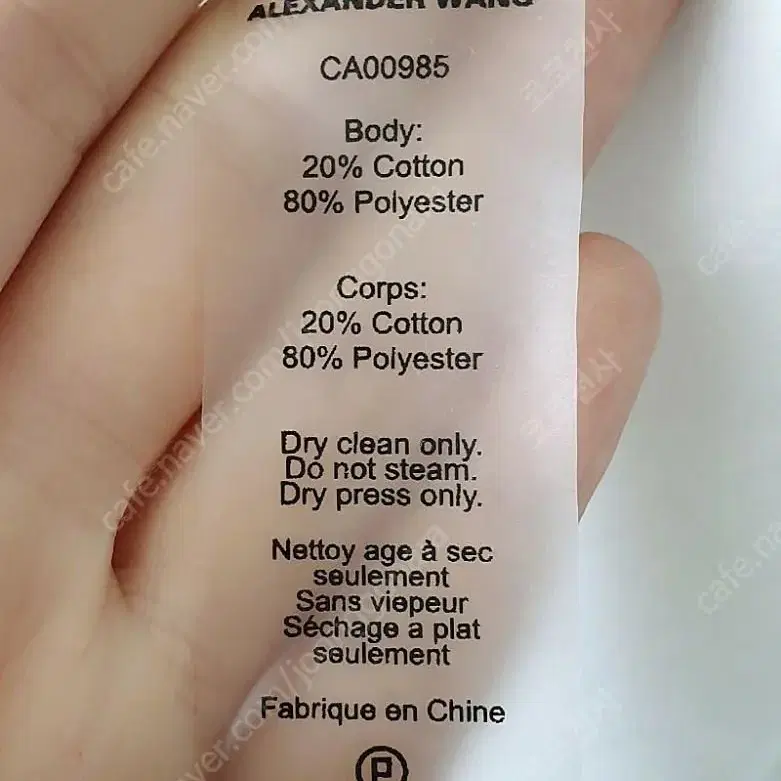 ALEXANDER WANG
CA00985
Body:
20% Cotton
80% Polyester
Corps:
20% Cotton
80% Polyester
Dry clean only.
Do not steam.
Dry press only.
Nettoy age à sec
seulement
Sans viepeur
Séchage a plat
seulement
Fabrique en Chine
P